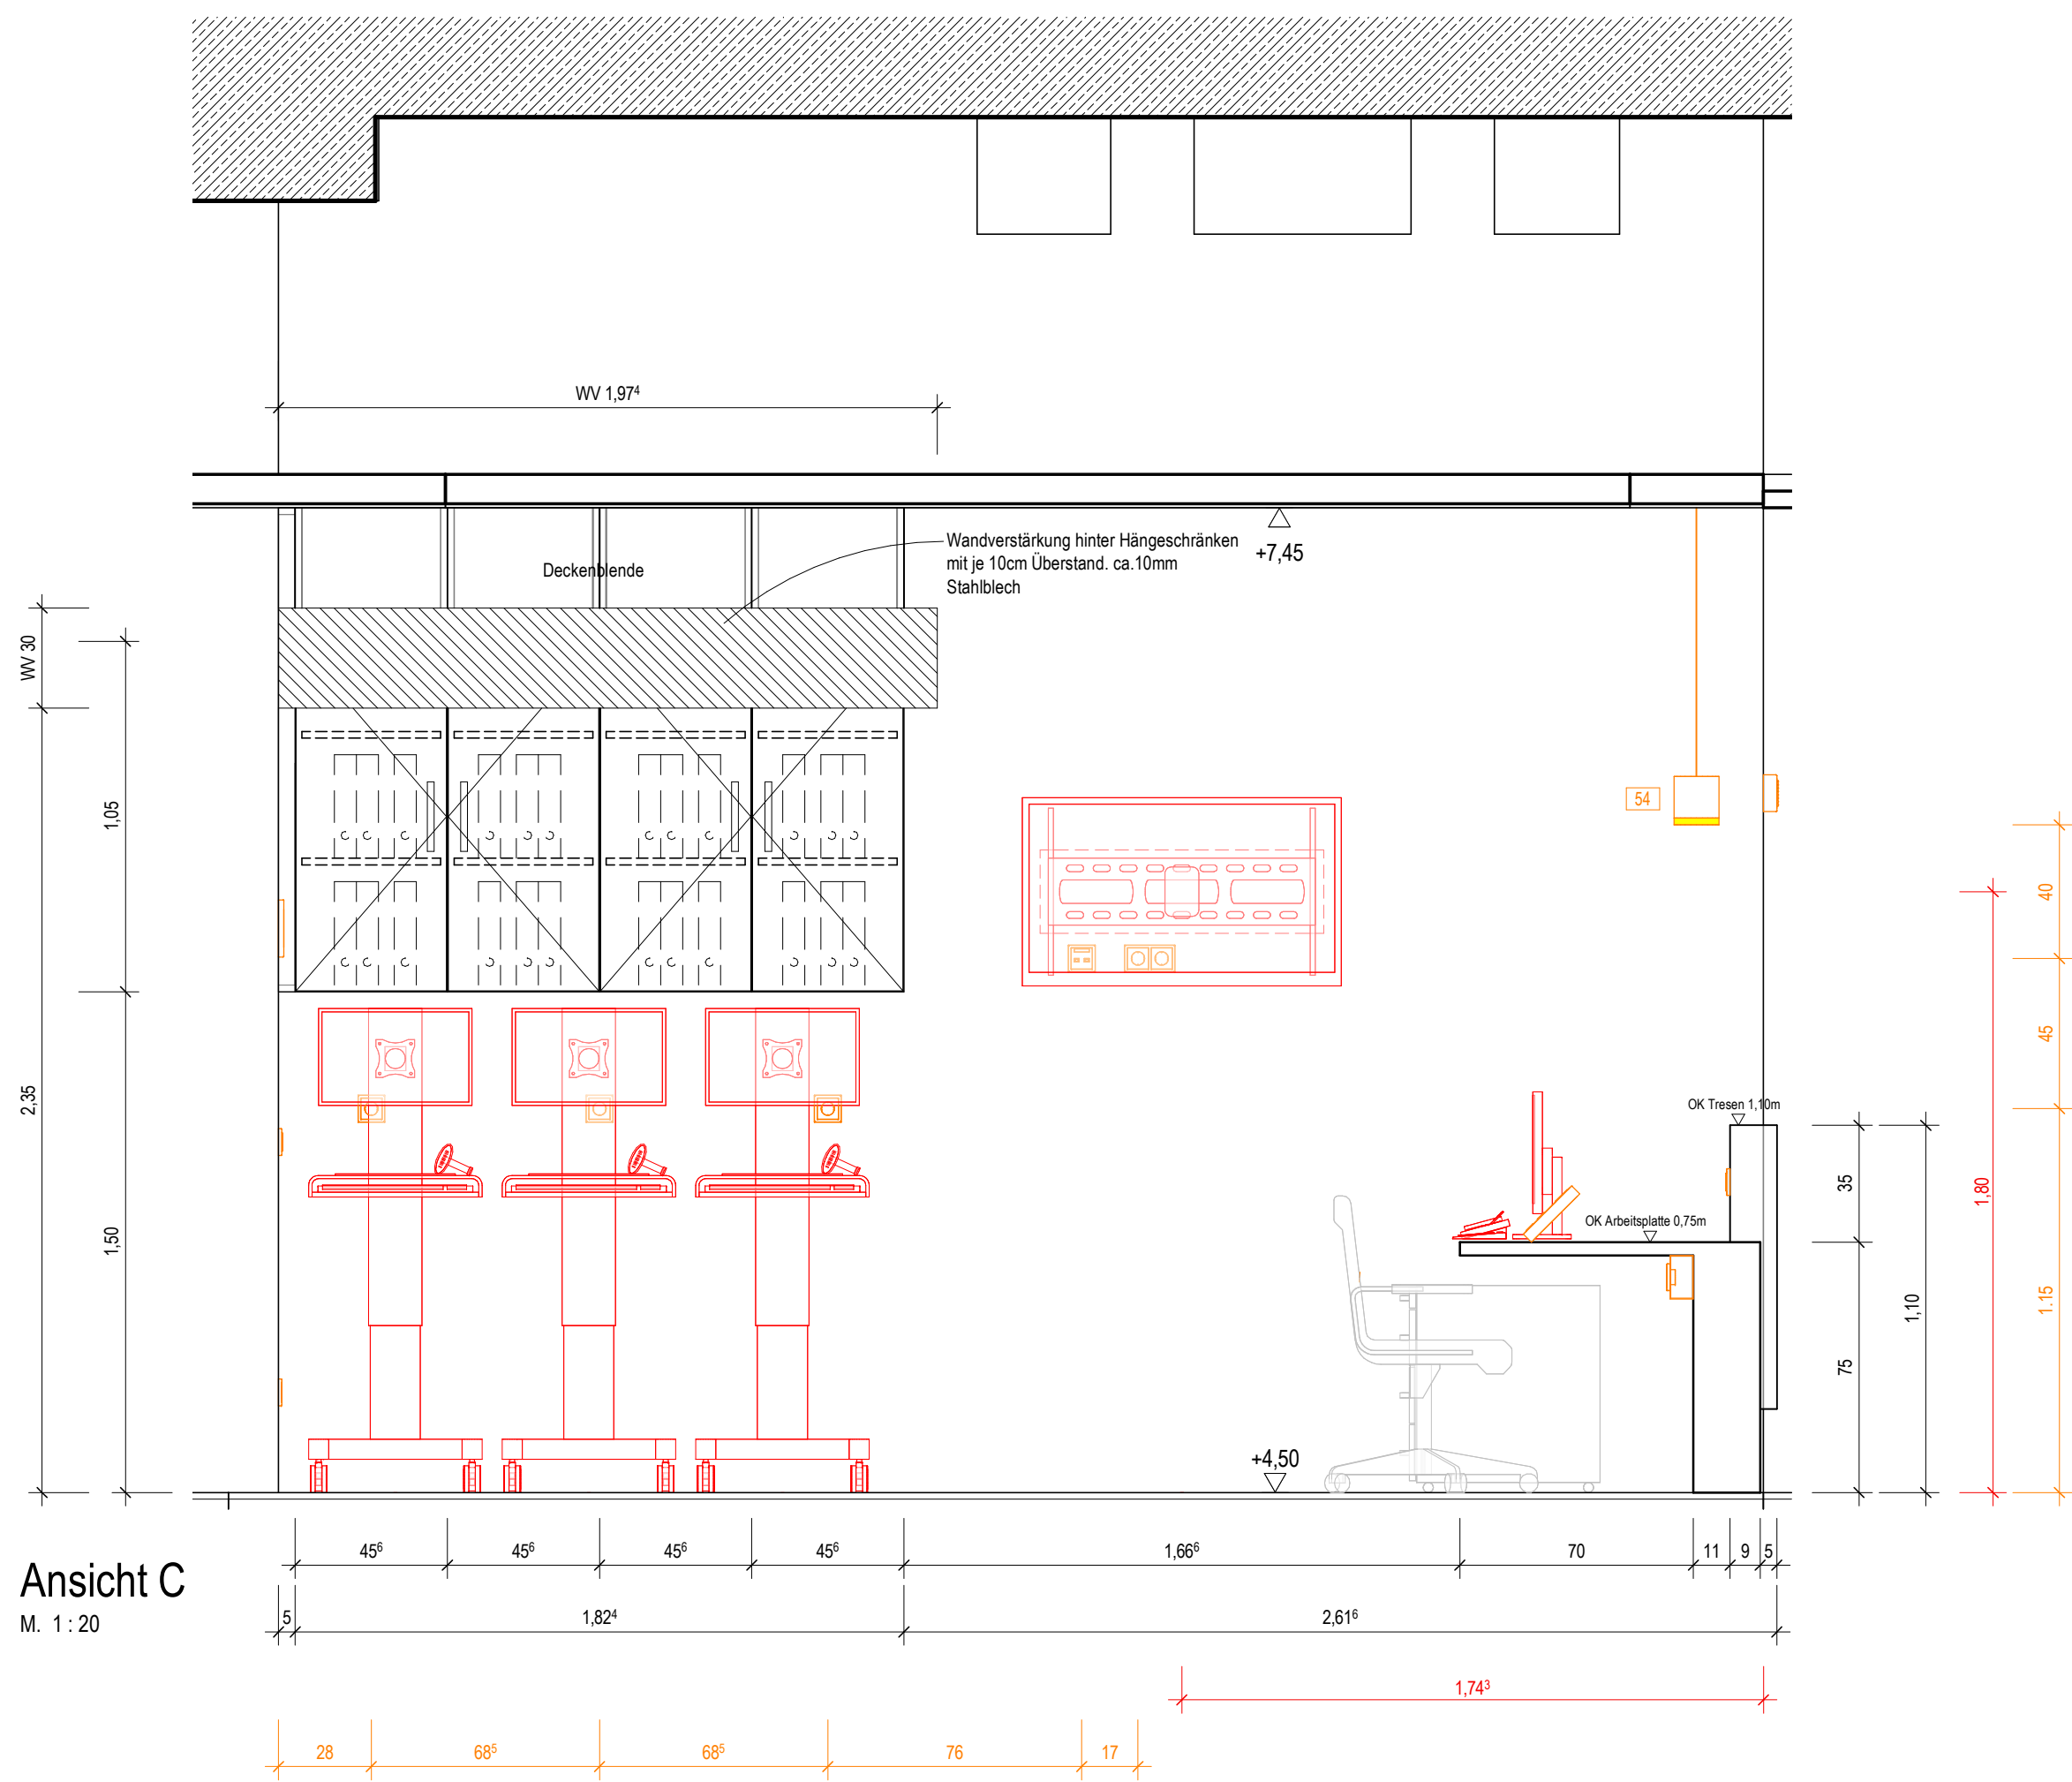 WV 1,97⁴
Wandverstärkung hinter Hängeschränken
mit je 10cm Überstand. ca.10mm
Stahlblech
+7,45
Deckenblende
WV 30
1,05
2,35
1,50
54
40
45
1.15
1,80
OK Tresen 1,10m
OK Arbeitsplatte 0,75m
35
75
1,10
+4,50
45⁶ 45⁶ 45⁶ 45⁶ 1,66⁶ 70 11 9 5
Ansicht C
M. 1 : 20
5 1,82⁴ 2,61⁶
1,74³
28 68⁵ 68⁵ 76 17